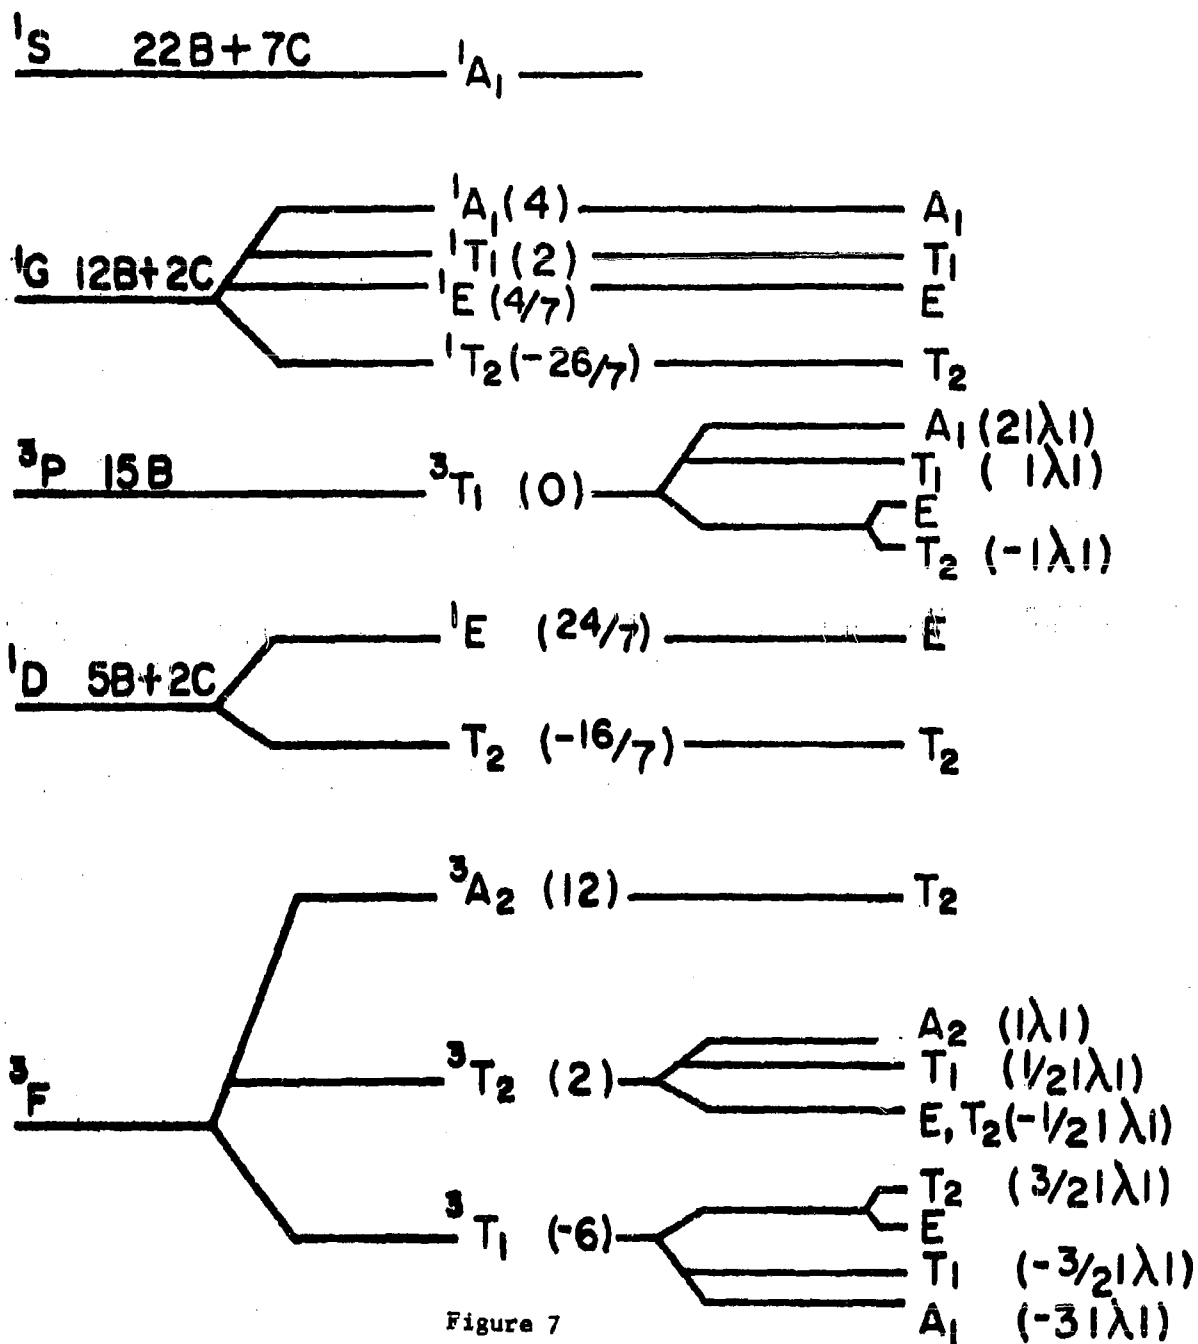 ¹S 22B+7C ¹A₁
¹A₁(4) A₁
¹T₁(2) T₁
¹G 12B+2C ¹E(4/7) E
¹T₂(-26/7) T₂
A₁(2|λ|)
³P 15B ³T₁ (0) T₁ (|λ|)
E
T₂ (-|λ|)
¹E (24/7) E
¹D 5B+2C
T₂ (-16/7) T₂
³A₂ (12) T₂
A₂ (|λ|)
³F ³T₂ (2) T₁ (1/2|λ|)
E, T₂(-1/2|λ|)
T₂ (3/2|λ|)
³T₁ (-6) E
T₁ (-3/2|λ|)
A₁ (-3|λ|)
Figure 7